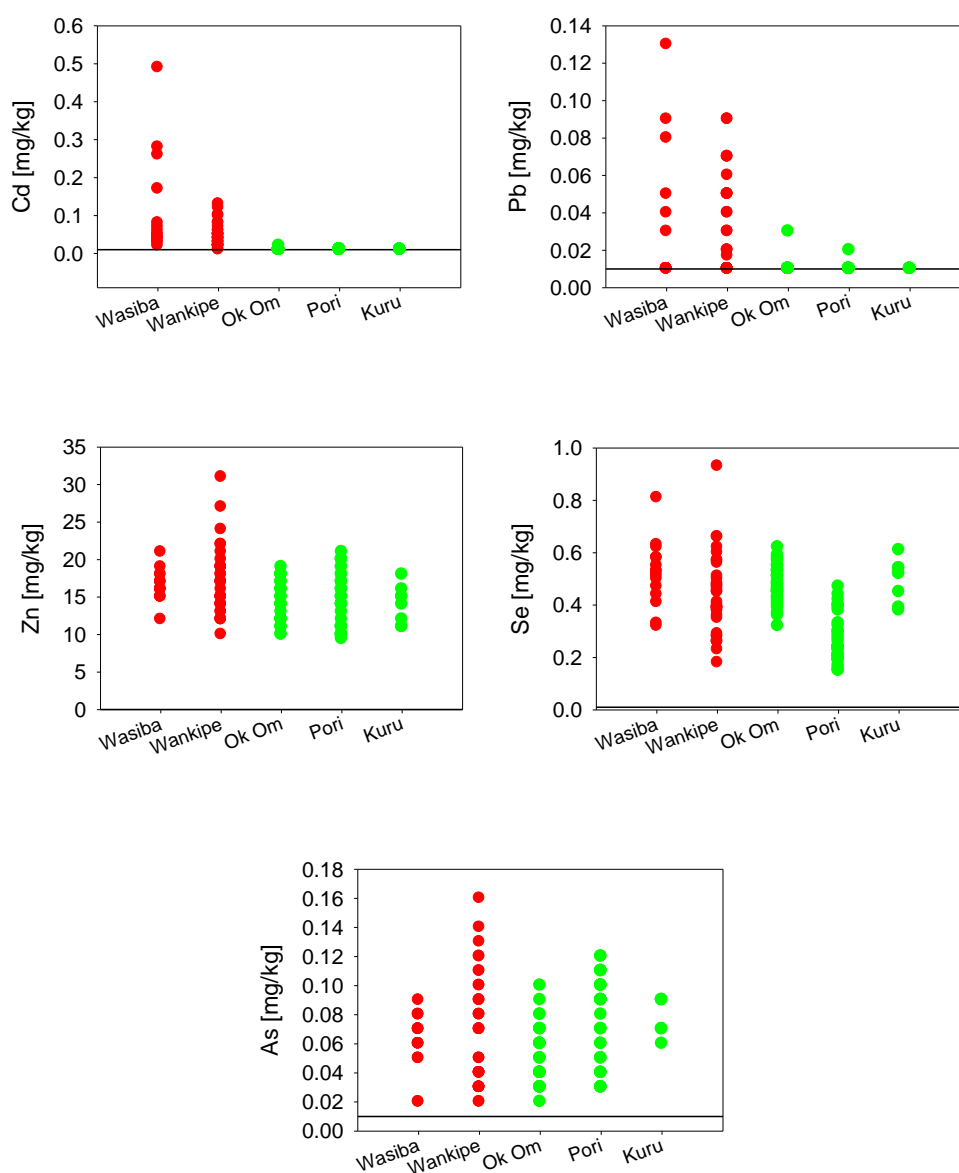 Cd [mg/kg]
0.6
0.5
0.4
0.3
0.2
0.1
0.0
Wasiba
Wankipe
Ok Om
Pori
Kuru
Pb [mg/kg]
0.14
0.12
0.10
0.08
0.06
0.04
0.02
0.00
Wasiba
Wankipe
Ok Om
Pori
Kuru
Zn [mg/kg]
35
30
25
20
15
10
5
0
Wasiba
Wankipe
Ok Om
Pori
Kuru
Se [mg/kg]
1.0
0.8
0.6
0.4
0.2
0.0
Wasiba
Wankipe
Ok Om
Pori
Kuru
As [mg/kg]
0.18
0.16
0.14
0.12
0.10
0.08
0.06
0.04
0.02
0.00
Wasiba
Wankipe
Ok Om
Pori
Kuru